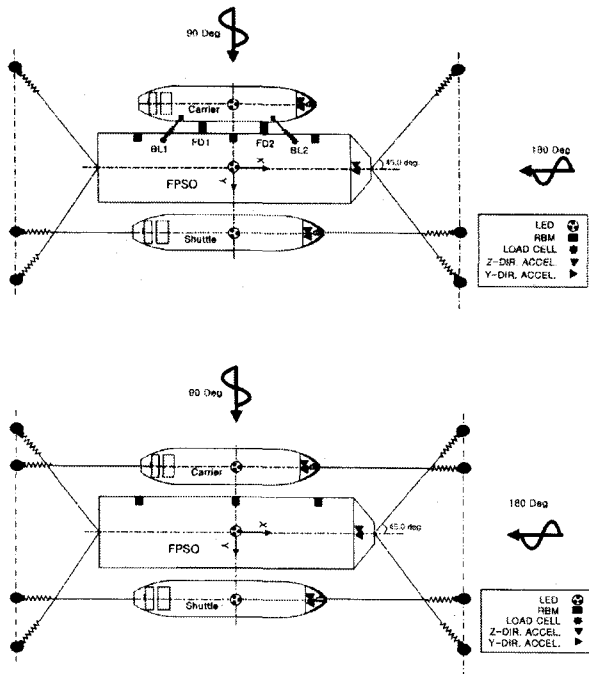 90 Deg
Carrier
BL1
FD1
FD2
BL2
X
Y
45.0 deg
180 Deg
FPSO
Shuttle
LED
RBM
LOAD CELL
Z-DIR. ACCEL.
Y-DIR. ACCEL.
90 Deg
Carrier
X
Y
45.0 deg
180 Deg
FPSO
Shuttle
LED
RBM
LOAD CELL
Z-DIR. ACCEL.
Y-DIR. ACCEL.